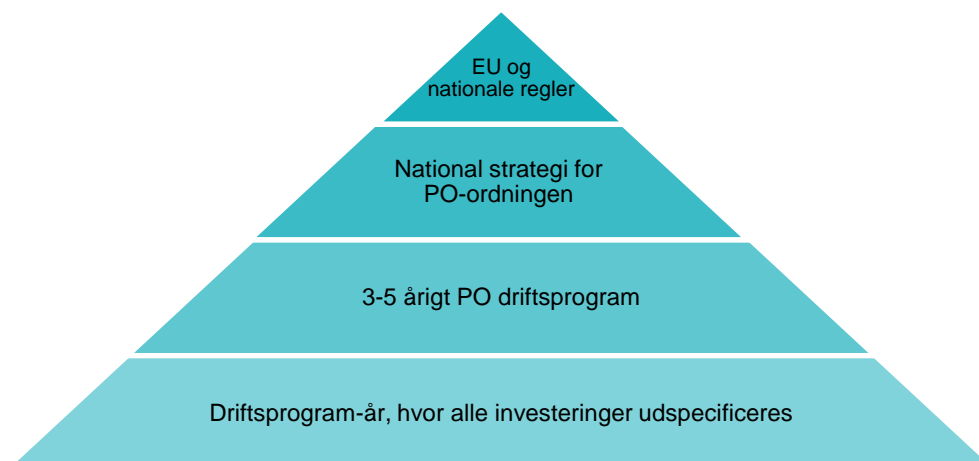 EU og
nationale regler
National strategi for
PO-ordningen
3-5 årigt PO driftsprogram
Driftsprogram-år, hvor alle investeringer udspecificeres